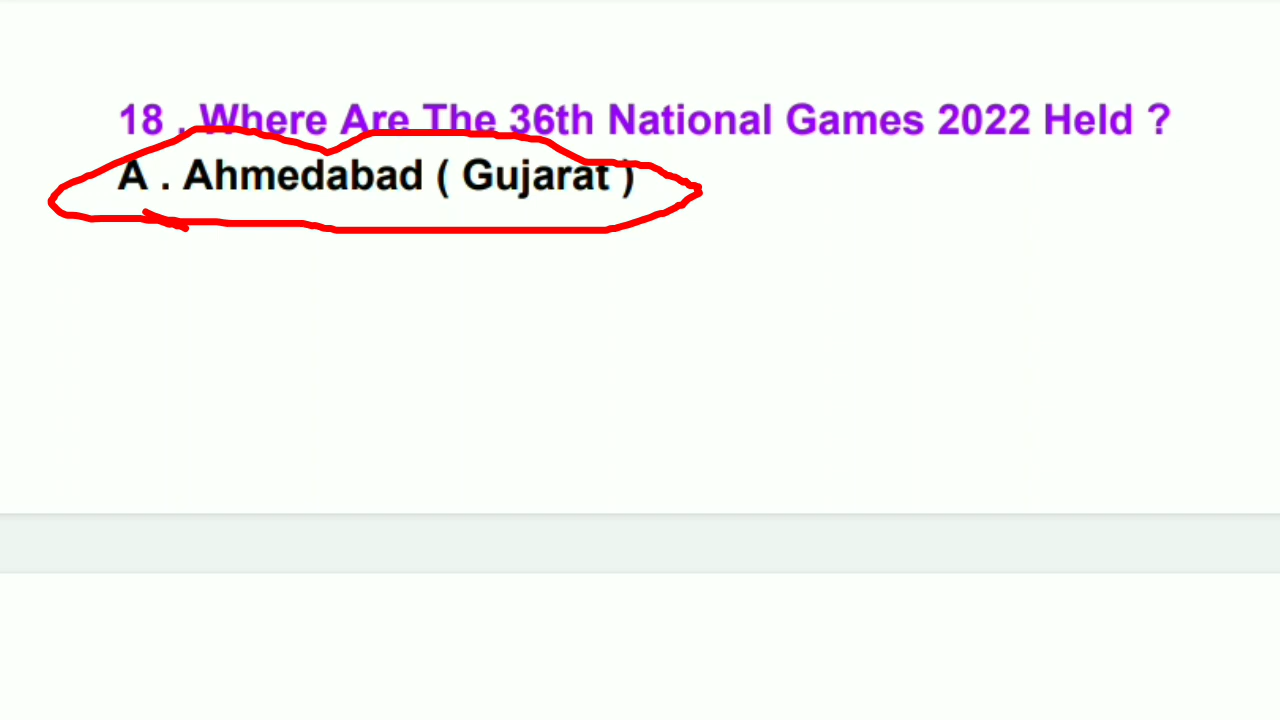 18 . Where Are The 36th National Games 2022 Held ?
A . Ahmedabad ( Gujarat )